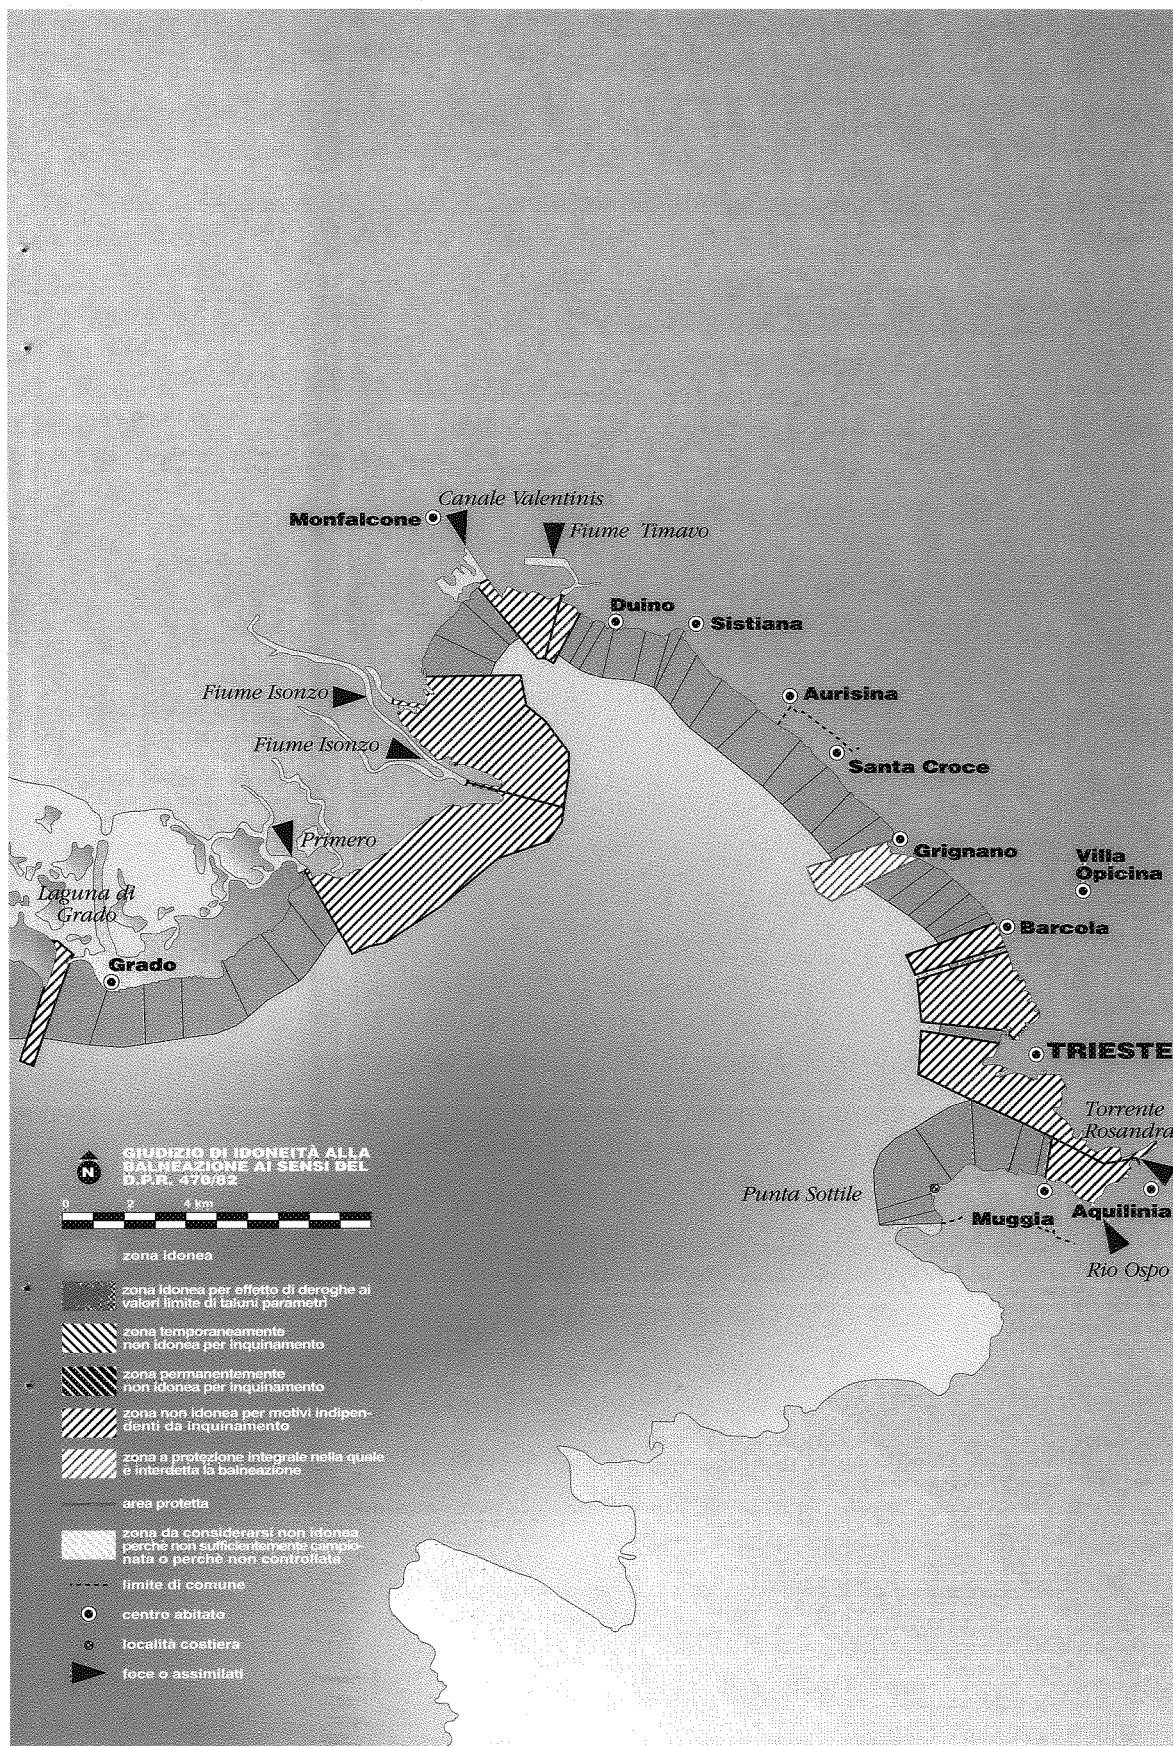 Canale Valentinis
Monfalcone
Fiume Timavo
Duino
Sistiana
Fiume Isonzo
Aurisina
Fiume Isonzo
Santa Croce
Primero
Grignano
Villa
Opicina
Laguna di
Grado
Barcola
Grado
TRIESTE
Torrente
Rosandra
Punta Sottile
Muggia
Aquilinia
Rio Ospo
N
GIUDIZIO DI IDONEITÀ ALLA
BALNEAZIONE AI SENSI DEL
D.P.R. 470/82
0 2 4 km
zona idonea
zona idonea per effetto di deroghe ai
valori limite di taluni parametri
zona temporaneamente
non idonea per inquinamento
zona permanentemente
non idonea per inquinamento
zona non idonea per motivi indipen-
denti da inquinamento
zona a protezione integrale nella quale
è interdetta la balneazione
area protetta
zona da considerarsi non idonea
perchè non sufficientemente campio-
nata o perchè non controllata
limite di comune
centro abitato
località costiera
foce o assimilati